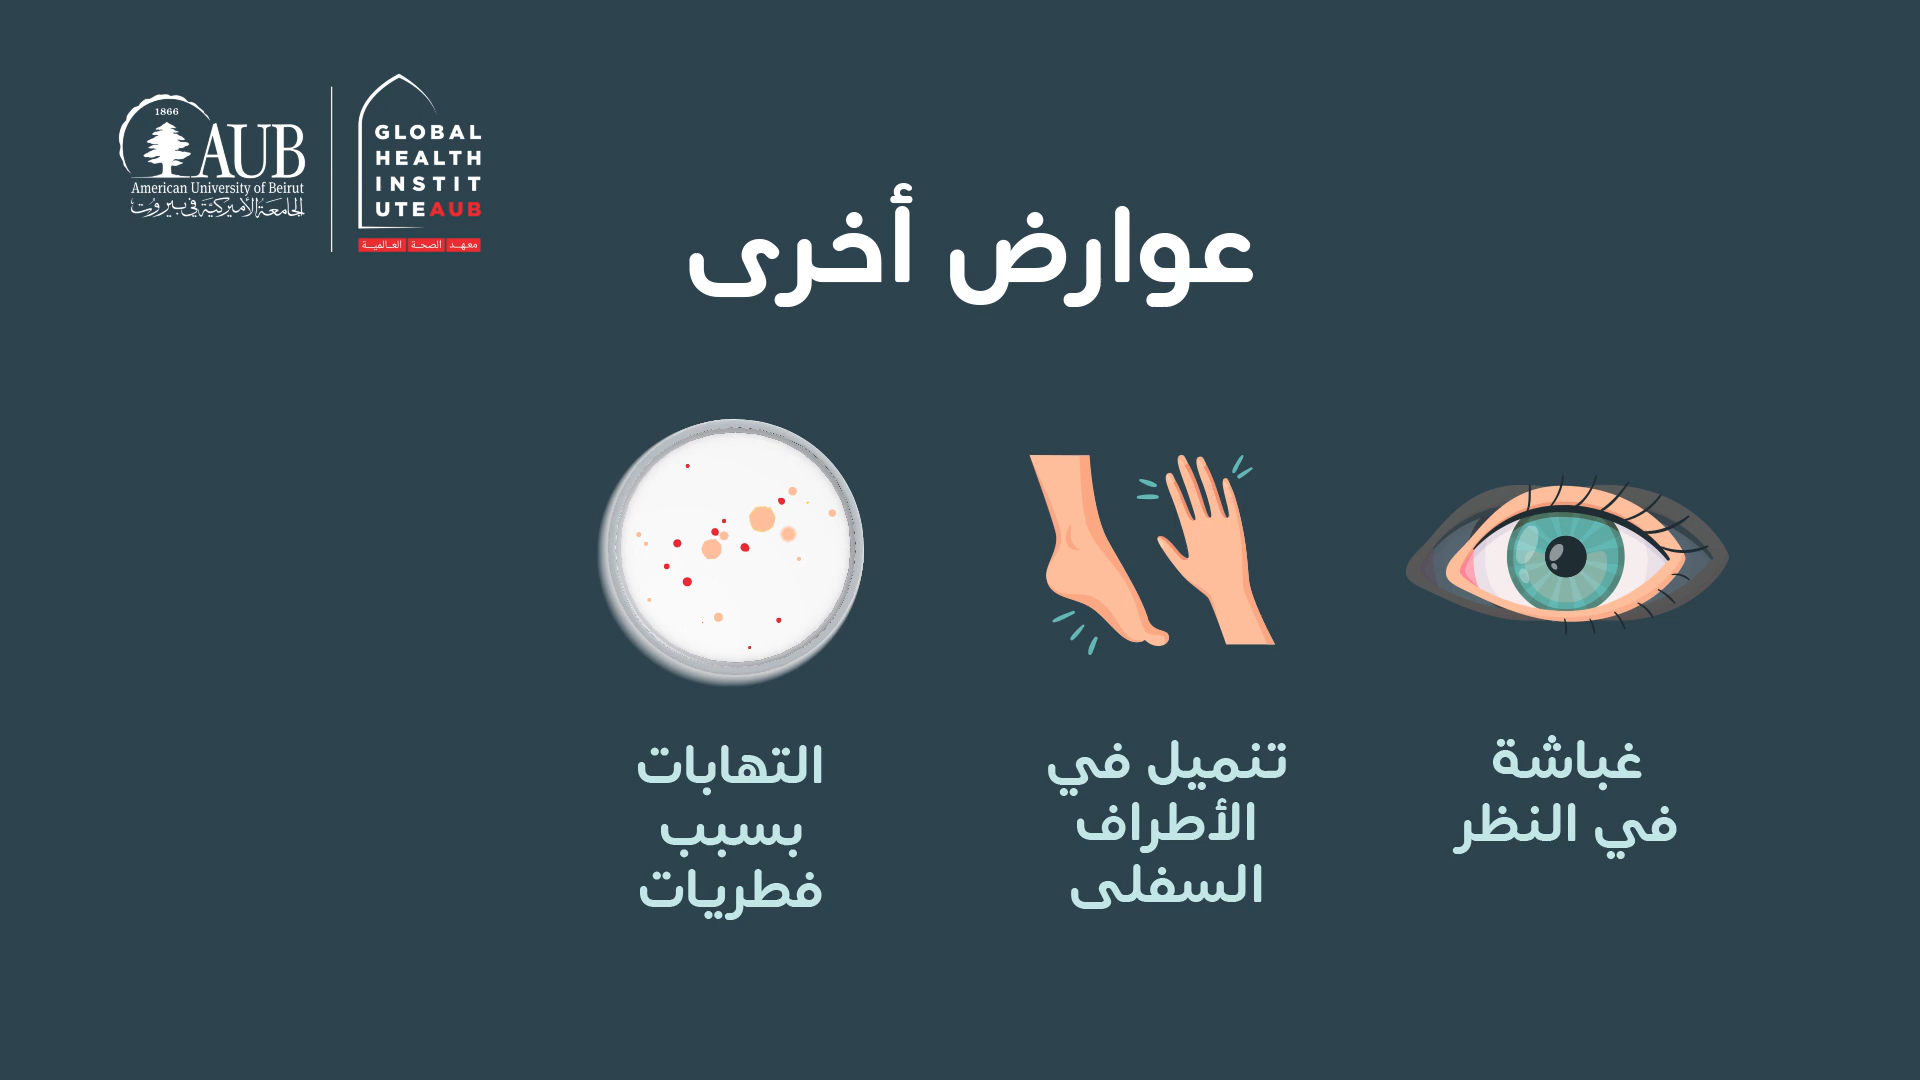 1866
AUB
American University of Beirut
الجامعة الأميركية في بيروت
GLOBAL
HEALTH
INSTIT
UTEAUB
معهد الصحة العالمية
عوارض أخرى
غباشة
في النظر
تنميل في
الأطراف
السفلى
التهابات
بسبب
فطريات